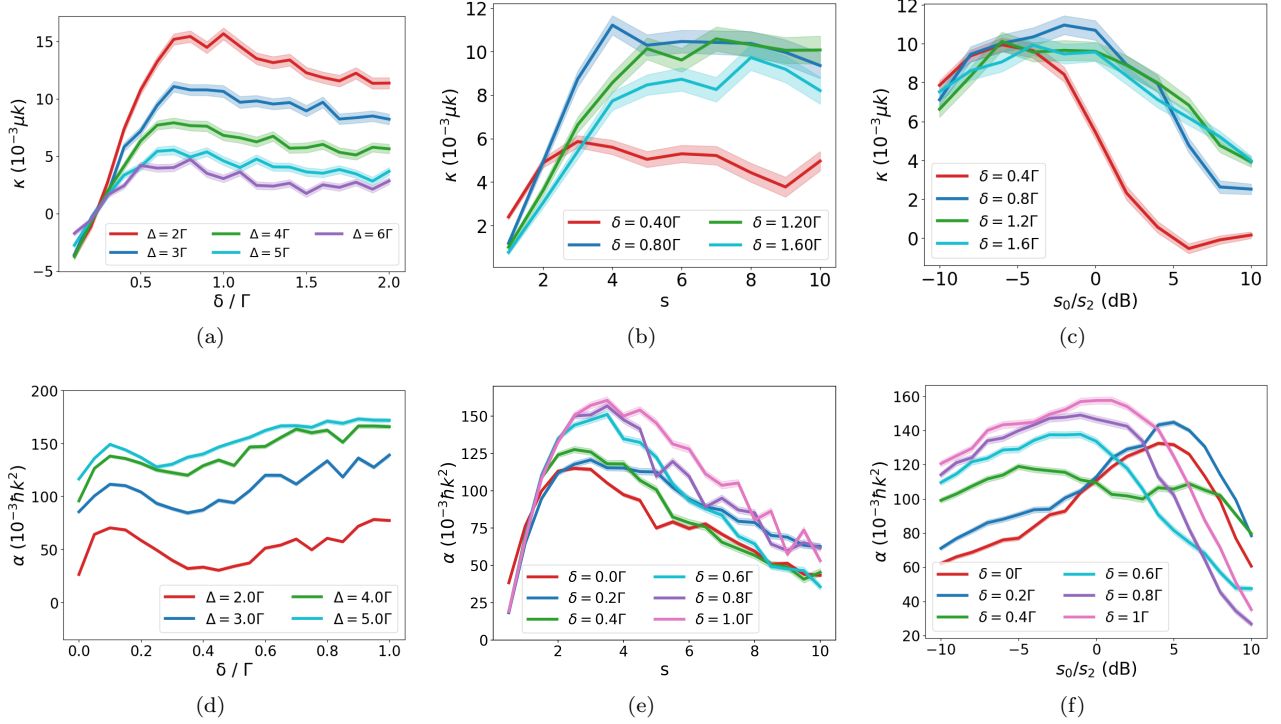 κ (10⁻³μk)
15
10
5
0
−5
0.5 1.0 1.5 2.0
δ / Γ
Δ = 2Γ Δ = 4Γ Δ = 6Γ
Δ = 3Γ Δ = 5Γ
(a)
κ (10⁻³μk)
12
10
8
6
4
2
2 4 6 8 10
s
δ = 0.40Γ δ = 1.20Γ
δ = 0.80Γ δ = 1.60Γ
(b)
κ (10⁻³μk)
12
10
8
6
4
2
0
−10 −5 0 5 10
s₀/s₂ (dB)
δ = 0.4Γ
δ = 0.8Γ
δ = 1.2Γ
δ = 1.6Γ
(c)
α (10⁻³ħk²)
200
150
100
50
0
0.0 0.2 0.4 0.6 0.8 1.0
δ / Γ
Δ = 2.0Γ Δ = 4.0Γ
Δ = 3.0Γ Δ = 5.0Γ
(d)
α (10⁻³ħk²)
150
125
100
75
50
25
0
2 4 6 8 10
s
δ = 0.0Γ δ = 0.6Γ
δ = 0.2Γ δ = 0.8Γ
δ = 0.4Γ δ = 1.0Γ
(e)
α (10⁻³ħk²)
160
140
120
100
80
60
40
20
−10 −5 0 5 10
s₀/s₂ (dB)
δ = 0Γ δ = 0.6Γ
δ = 0.2Γ δ = 0.8Γ
δ = 0.4Γ δ = 1Γ
(f)